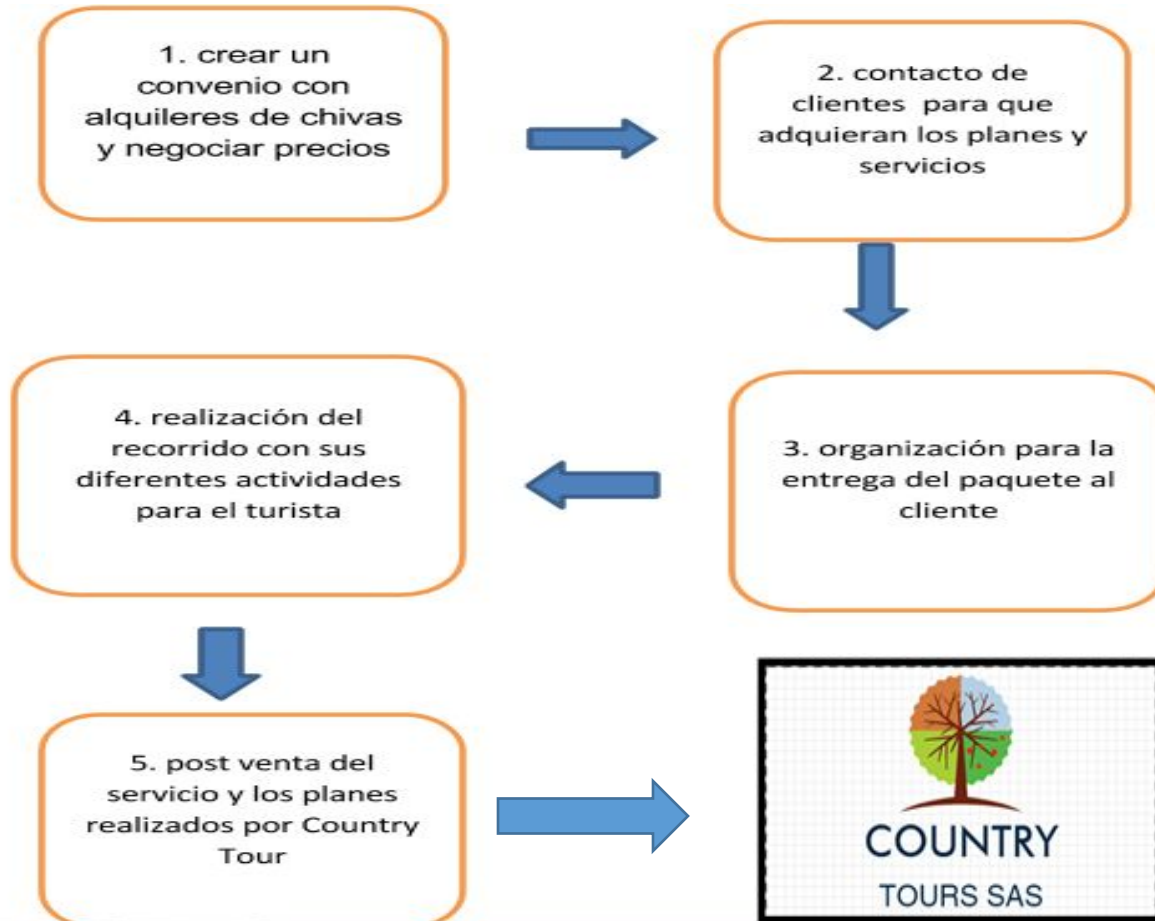 1. crear un
convenio con
alquileres de chivas
y negociar precios
2. contacto de
clientes para que
adquieran los planes y
servicios
3. organización para la
entrega del paquete al
cliente
4. realización del
recorrido con sus
diferentes actividades
para el turista
5. post venta del
servicio y los planes
realizados por Country
Tour
COUNTRY
TOURS SAS